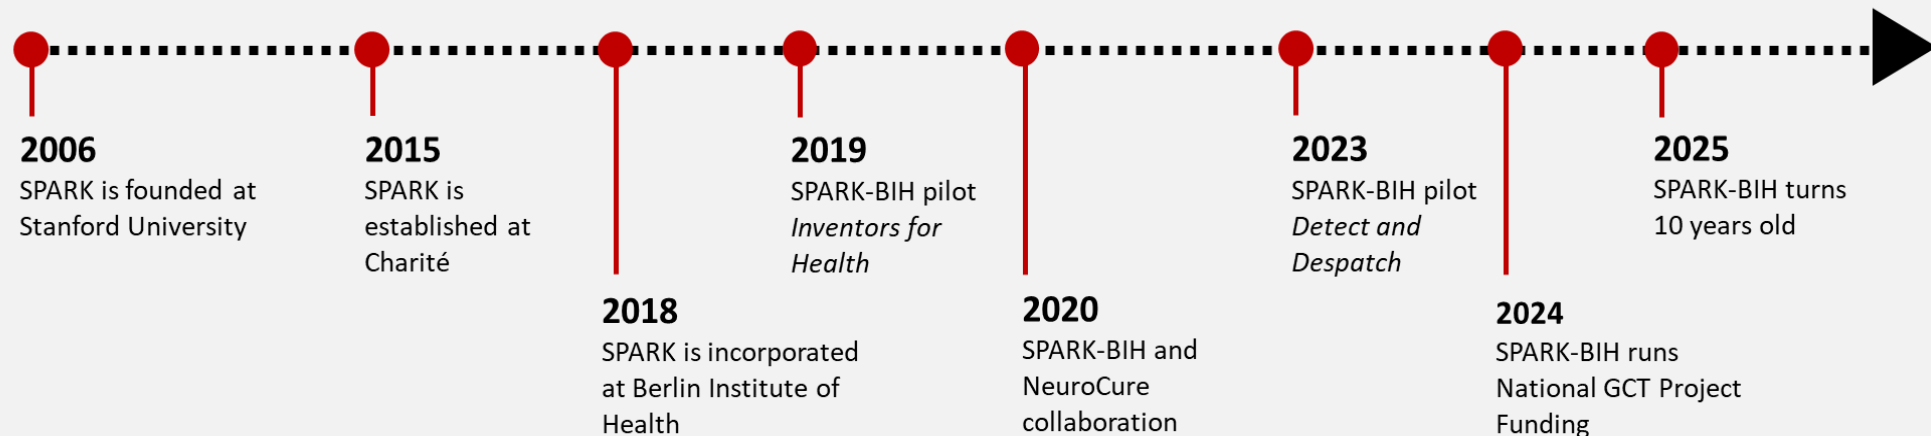 2006
SPARK is founded at
Stanford University
2015
SPARK is
established at
Charité
2018
SPARK is incorporated
at Berlin Institute of
Health
2019
SPARK-BIH pilot
Inventors for
Health
2020
SPARK-BIH and
NeuroCure
collaboration
2023
SPARK-BIH pilot
Detect and
Despatch
2024
SPARK-BIH runs
National GCT Project
Funding
2025
SPARK-BIH turns
10 years old